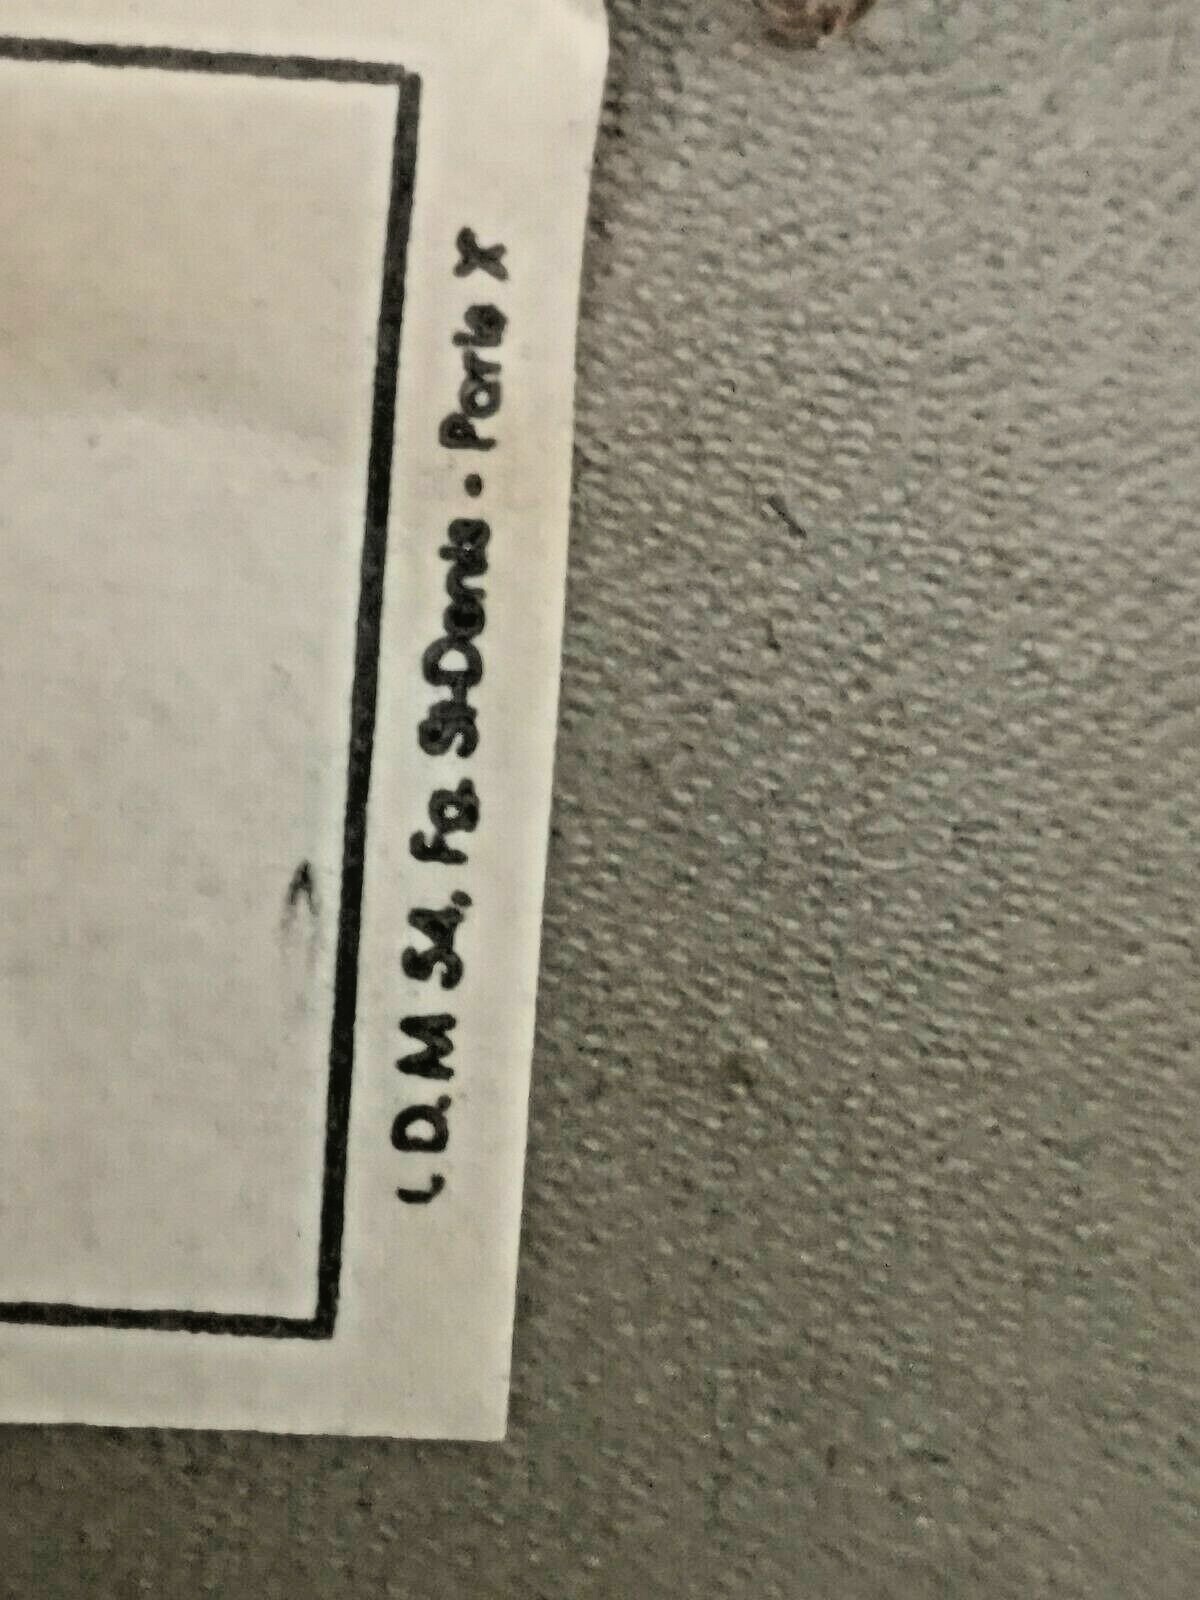 I. D. M 54, Fg. St-Denis • Paris X